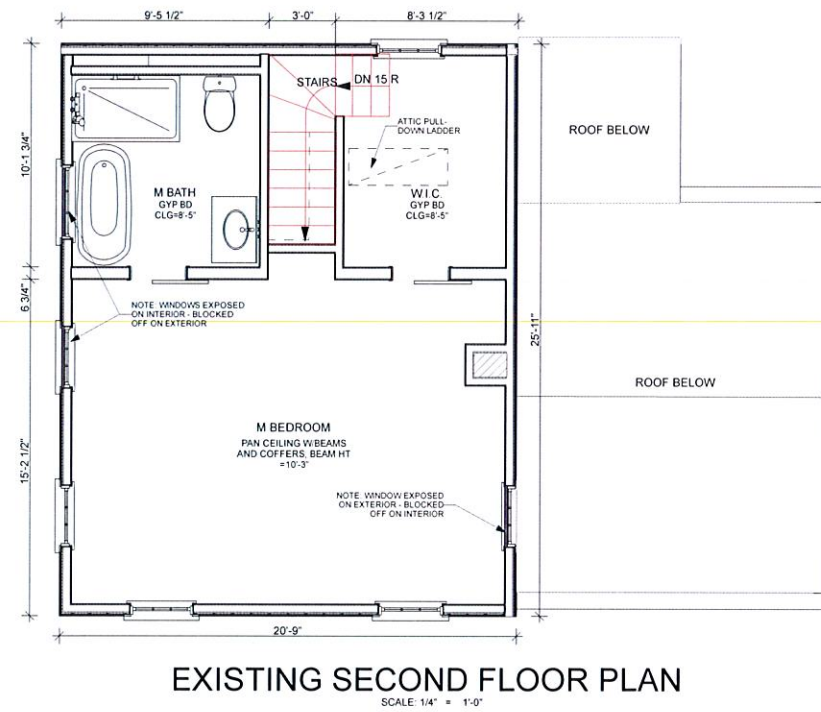 9'-5 1/2"
3'-0"
8'-3 1/2"
STAIRS
DN 15 R
ATTIC PULL-
DOWN LADDER
ROOF BELOW
10'-1 3/4"
M BATH
GYP BD
CLG=8'-5"
W.I.C.
GYP BD
CLG=8'-5"
6 3/4"
NOTE: WINDOWS EXPOSED
ON INTERIOR - BLOCKED
OFF ON EXTERIOR
25'-11"
ROOF BELOW
M BEDROOM
PAN CEILING W/BEAMS
AND COFFERS, BEAM HT
=10'-3"
15'-2 1/2"
NOTE: WINDOW EXPOSED
ON EXTERIOR - BLOCKED
OFF ON INTERIOR
20'-9"
EXISTING SECOND FLOOR PLAN
SCALE: 1/4" = 1'-0"